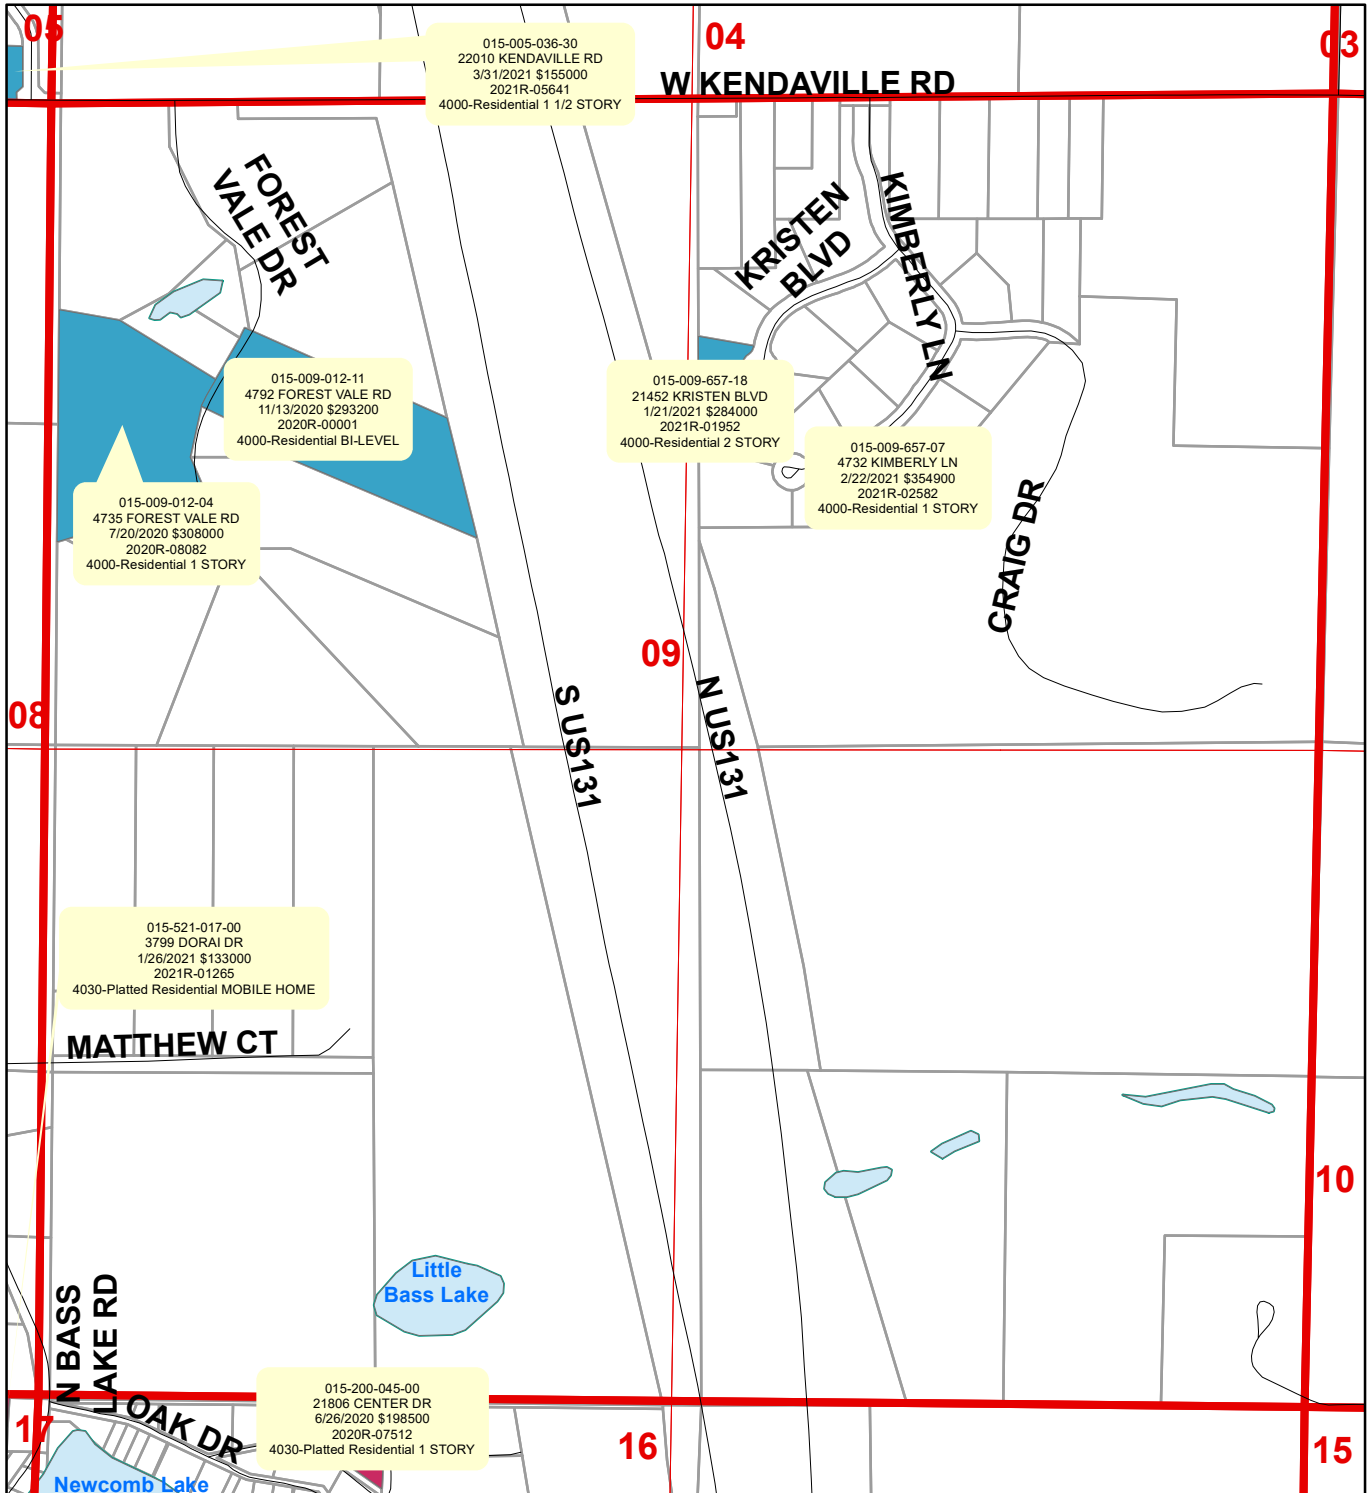 05
04
03
015-005-036-30
22010 KENDAVILLE RD
3/31/2021 $155000
2021R-05641
4000-Residential 1 1/2 STORY
W KENDAVILLE RD
FOREST
VALE DR
KRISTEN
BLVD
KIMBERLY LN
015-009-012-11
4792 FOREST VALE RD
11/13/2020 $293200
2020R-00001
4000-Residential BI-LEVEL
015-009-657-18
21452 KRISTEN BLVD
1/21/2021 $284000
2021R-01952
4000-Residential 2 STORY
015-009-657-07
4732 KIMBERLY LN
2/22/2021 $354900
2021R-02582
4000-Residential 1 STORY
015-009-012-04
4735 FOREST VALE RD
7/20/2020 $308000
2020R-08082
4000-Residential 1 STORY
CRAIG DR
09
08
S US131
N US131
015-521-017-00
3799 DORAI DR
1/26/2021 $133000
2021R-01265
4030-Platted Residential MOBILE HOME
MATTHEW CT
10
Little
Bass Lake
N BASS
LAKE RD
015-200-045-00
21806 CENTER DR
6/26/2020 $198500
2020R-07512
4030-Platted Residential 1 STORY
OAK DR
17
16
15
Newcomb Lake